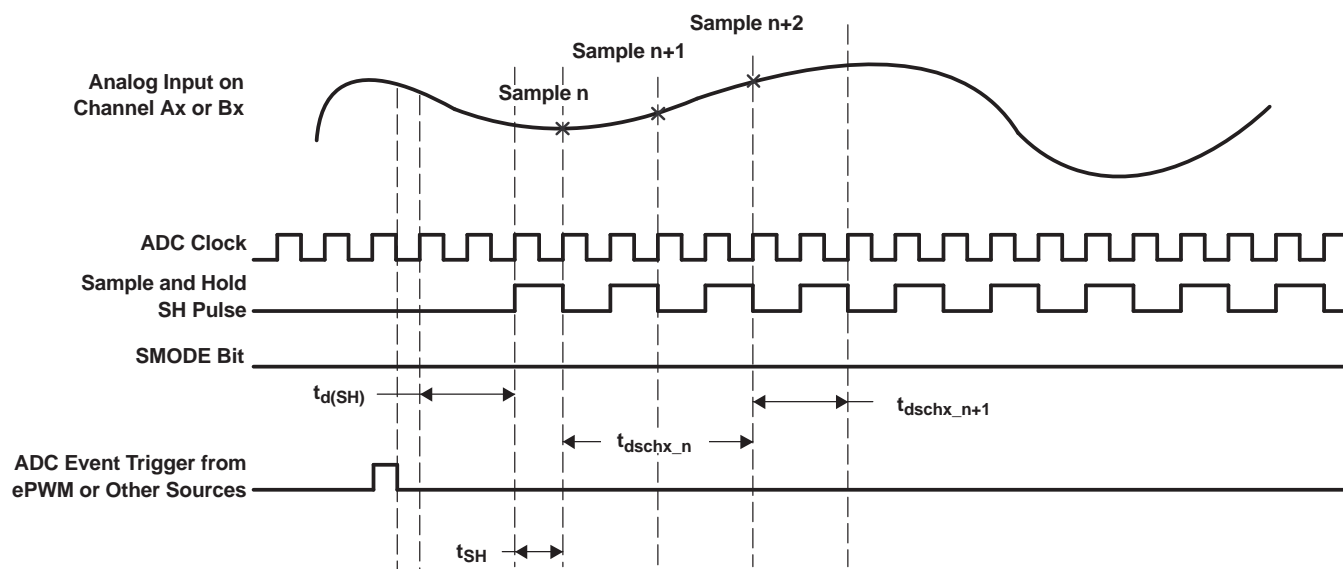 Sample n+2
Sample n+1
Analog Input on
Channel Ax or Bx
Sample n
ADC Clock
Sample and Hold
SH Pulse
SMODE Bit
td(SH)
tdschx_n+1
tdschx_n
ADC Event Trigger from
ePWM or Other Sources
tSH